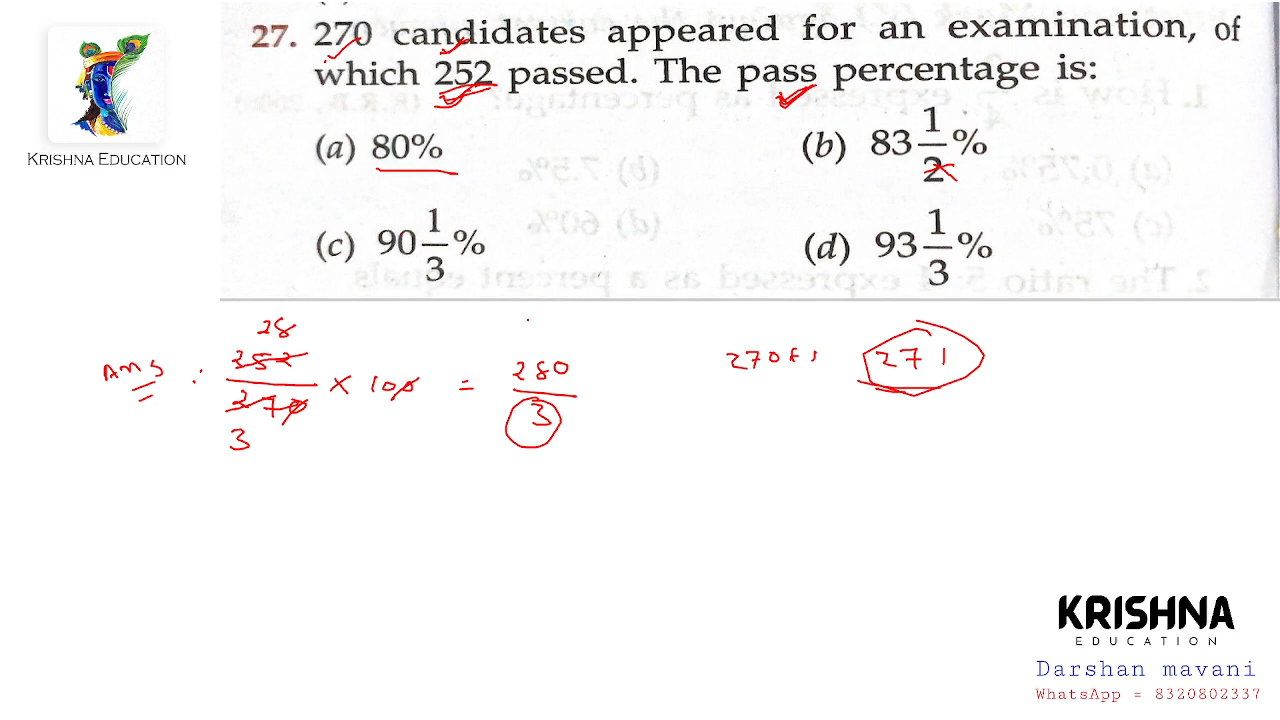 27. 270 candidates appeared for an examination, of
which 252 passed. The pass percentage is:
(a) 80% (b) 83 1/2 %
(c) 90 1/3 % (d) 93 1/3 %
KRISHNA EDUCATION
28
Ans : 252/270 × 100 = 280/3
3
270+1 271
KRISHNA
EDUCATION
Darshan mavani
WhatsApp = 8320802337